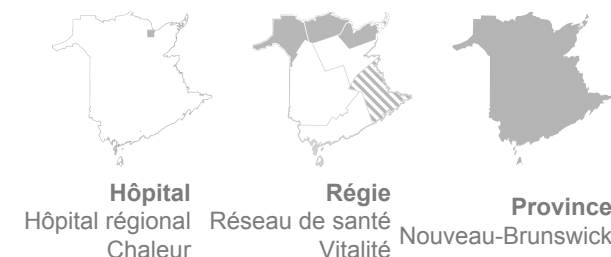 Hôpital
Hôpital régional
Chaleur
Régie
Réseau de santé
Vitalité
Province
Nouveau-Brunswick